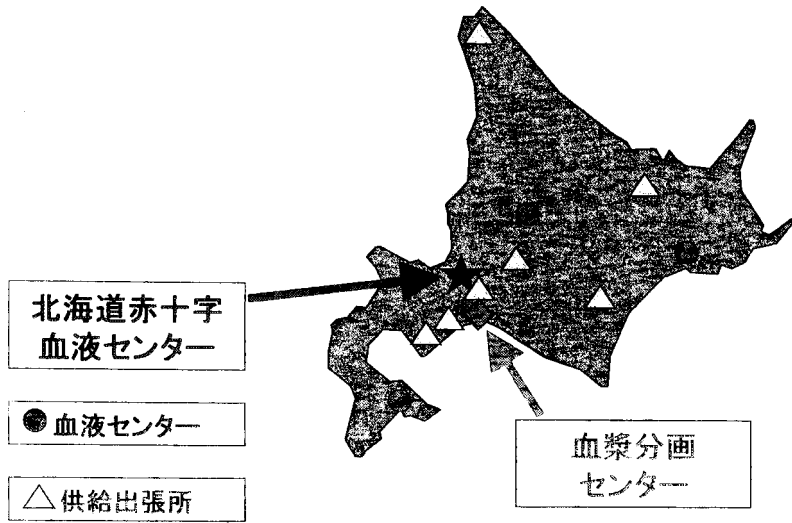 北海道赤十字
血液センター
血液センター
供給出張所
血漿分画
センター